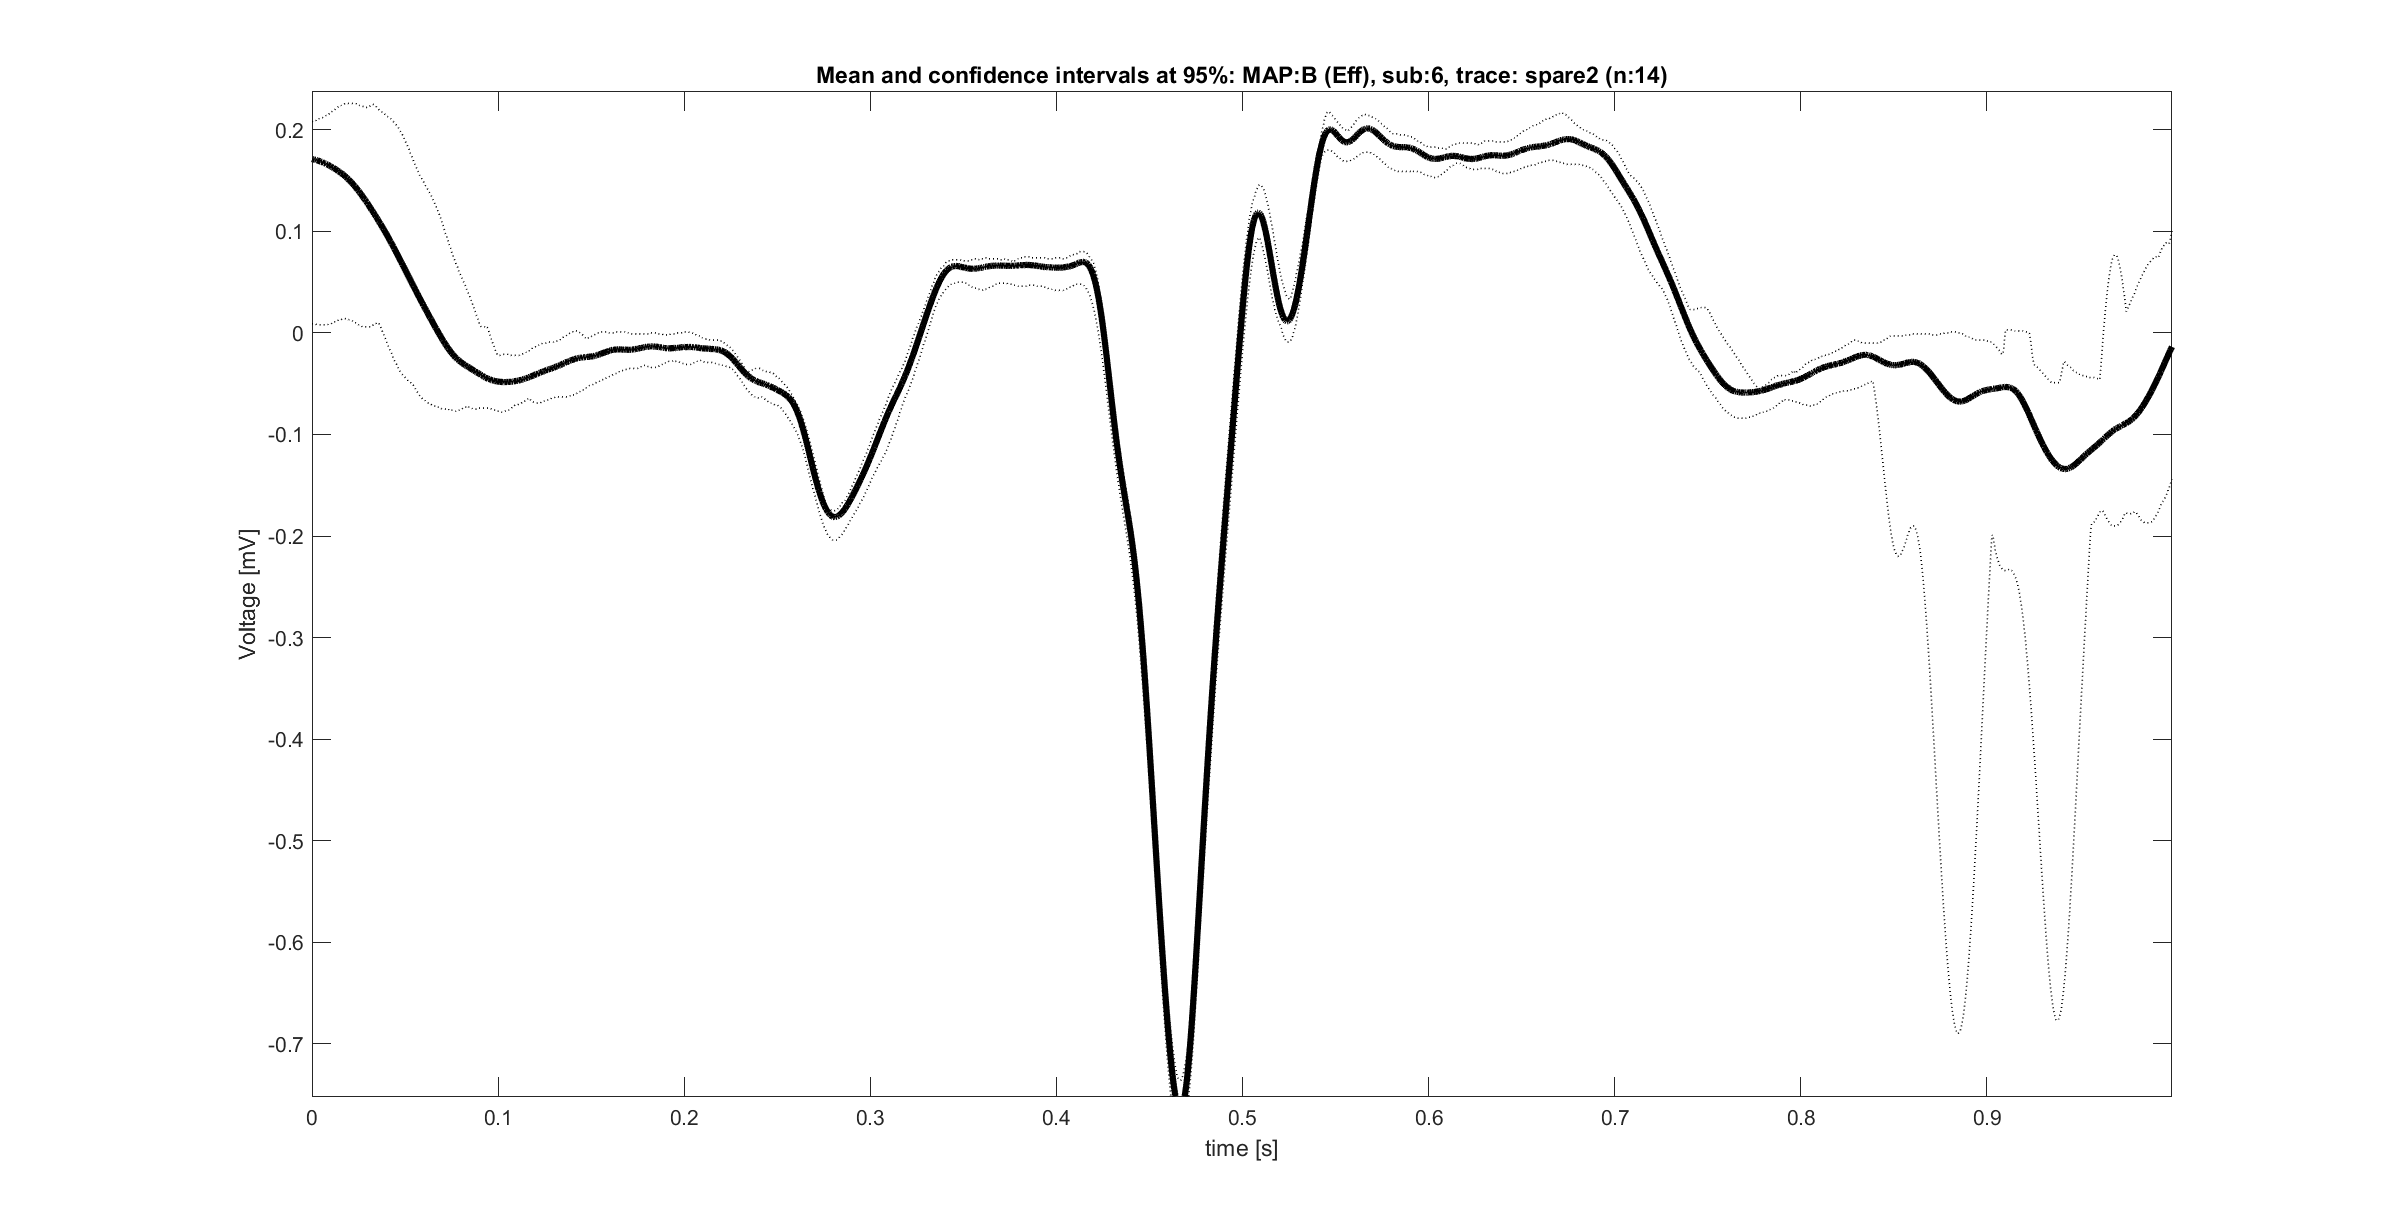 Mean and confidence intervals at 95%: MAP:B (Eff), sub:6, trace: spare2 (n:14)
0.2
0.1
0
-0.1
-0.2
-0.3
-0.4
-0.5
-0.6
-0.7
Voltage [mV]
0 0.1 0.2 0.3 0.4 0.5 0.6 0.7 0.8 0.9
time [s]